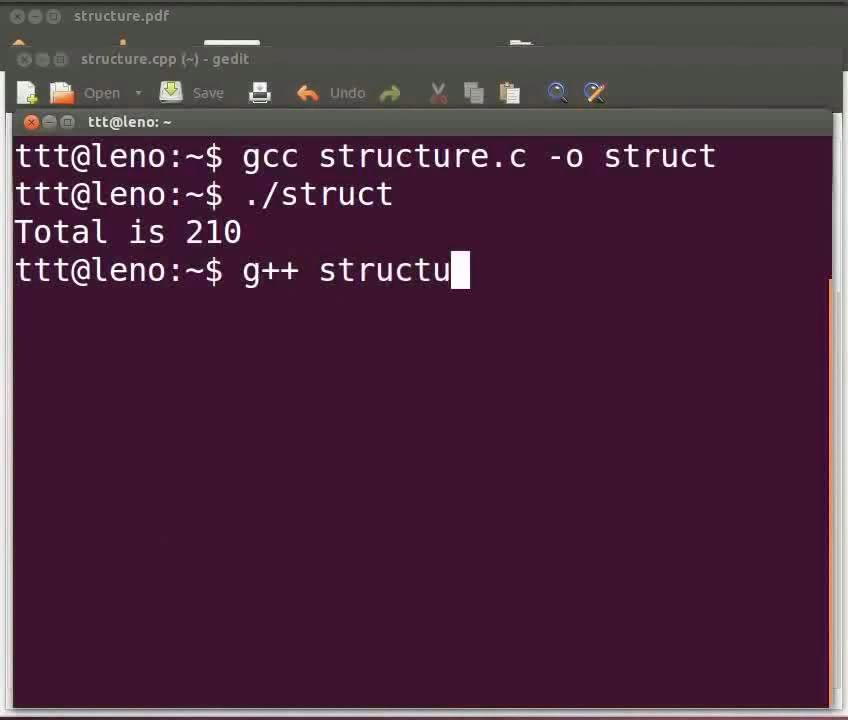 structure.pdf
structure.cpp (~) - gedit
Open Save Undo
ttt@leno: ~
ttt@leno:~$ gcc structure.c -o struct
ttt@leno:~$ ./struct
Total is 210
ttt@leno:~$ g++ structu